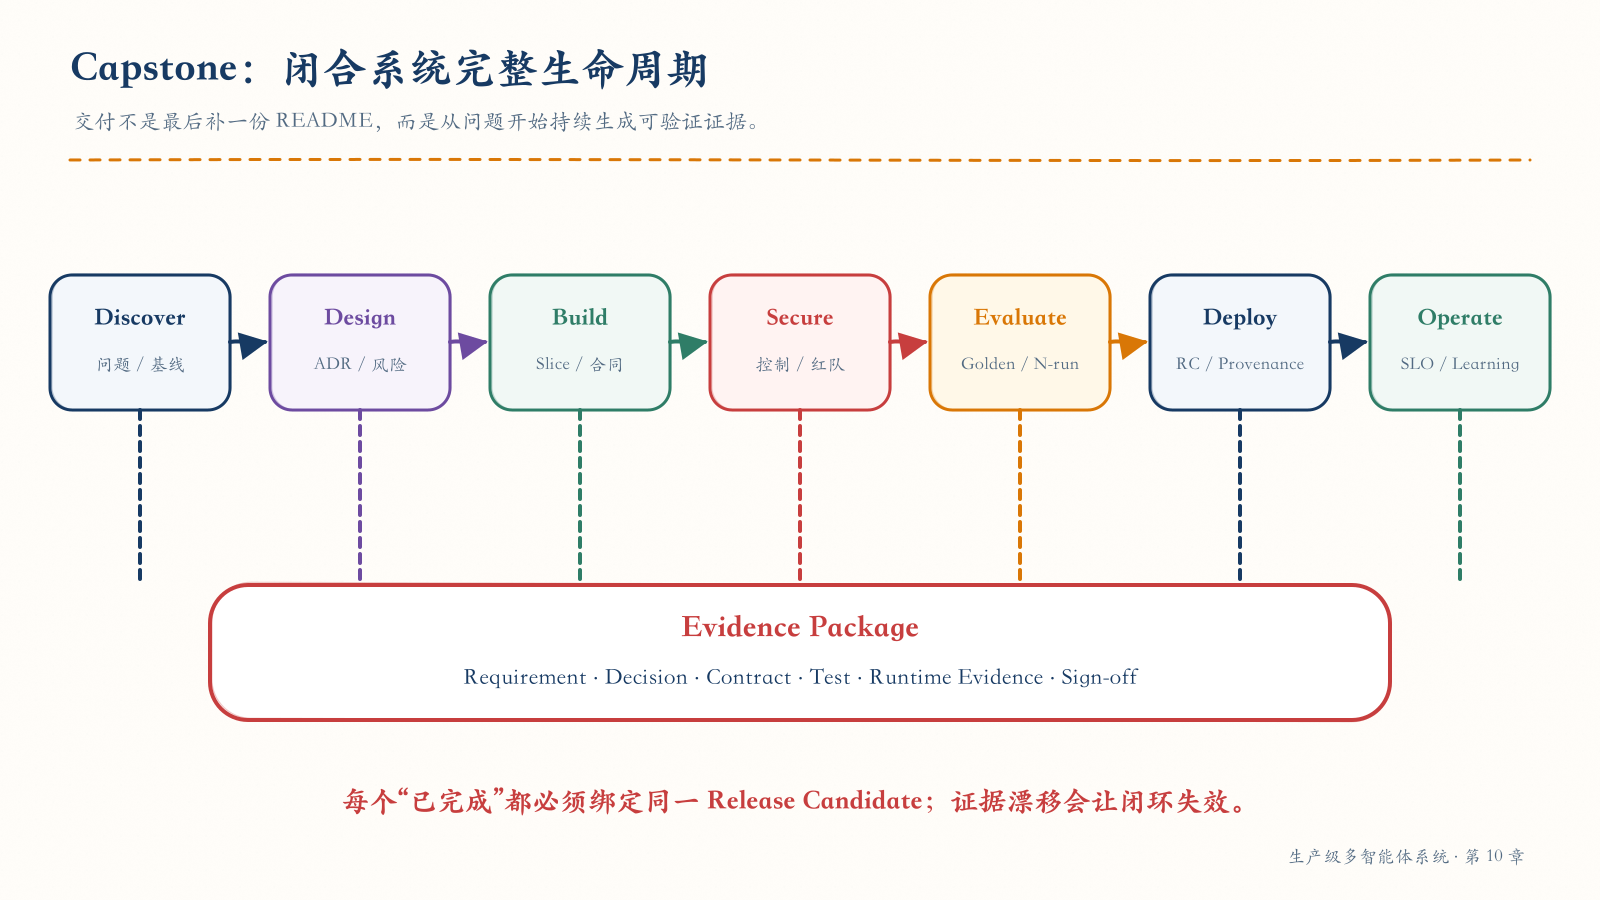 Capstone：闭合系统完整生命周期
交付不是最后补一份 README，而是从问题开始持续生成可验证证据。
Discover
问题 / 基线
Design
ADR / 风险
Build
Slice / 合同
Secure
控制 / 红队
Evaluate
Golden / N-run
Deploy
RC / Provenance
Operate
SLO / Learning
Evidence Package
Requirement · Decision · Contract · Test · Runtime Evidence · Sign-off
每个“已完成”都必须绑定同一 Release Candidate；证据漂移会让闭环失效。
生产级多智能体系统 · 第 10 章